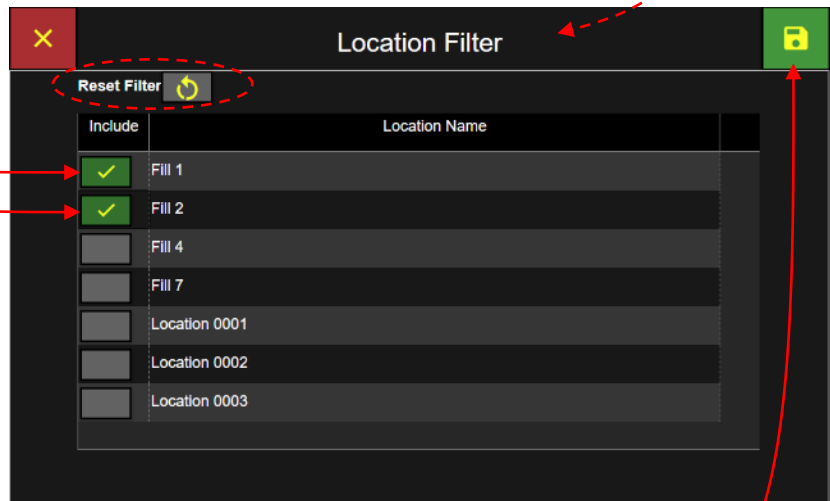 Location Filter
Reset Filter
Include Location Name
Fill 1
Fill 2
Fill 4
Fill 7
Location 0001
Location 0002
Location 0003